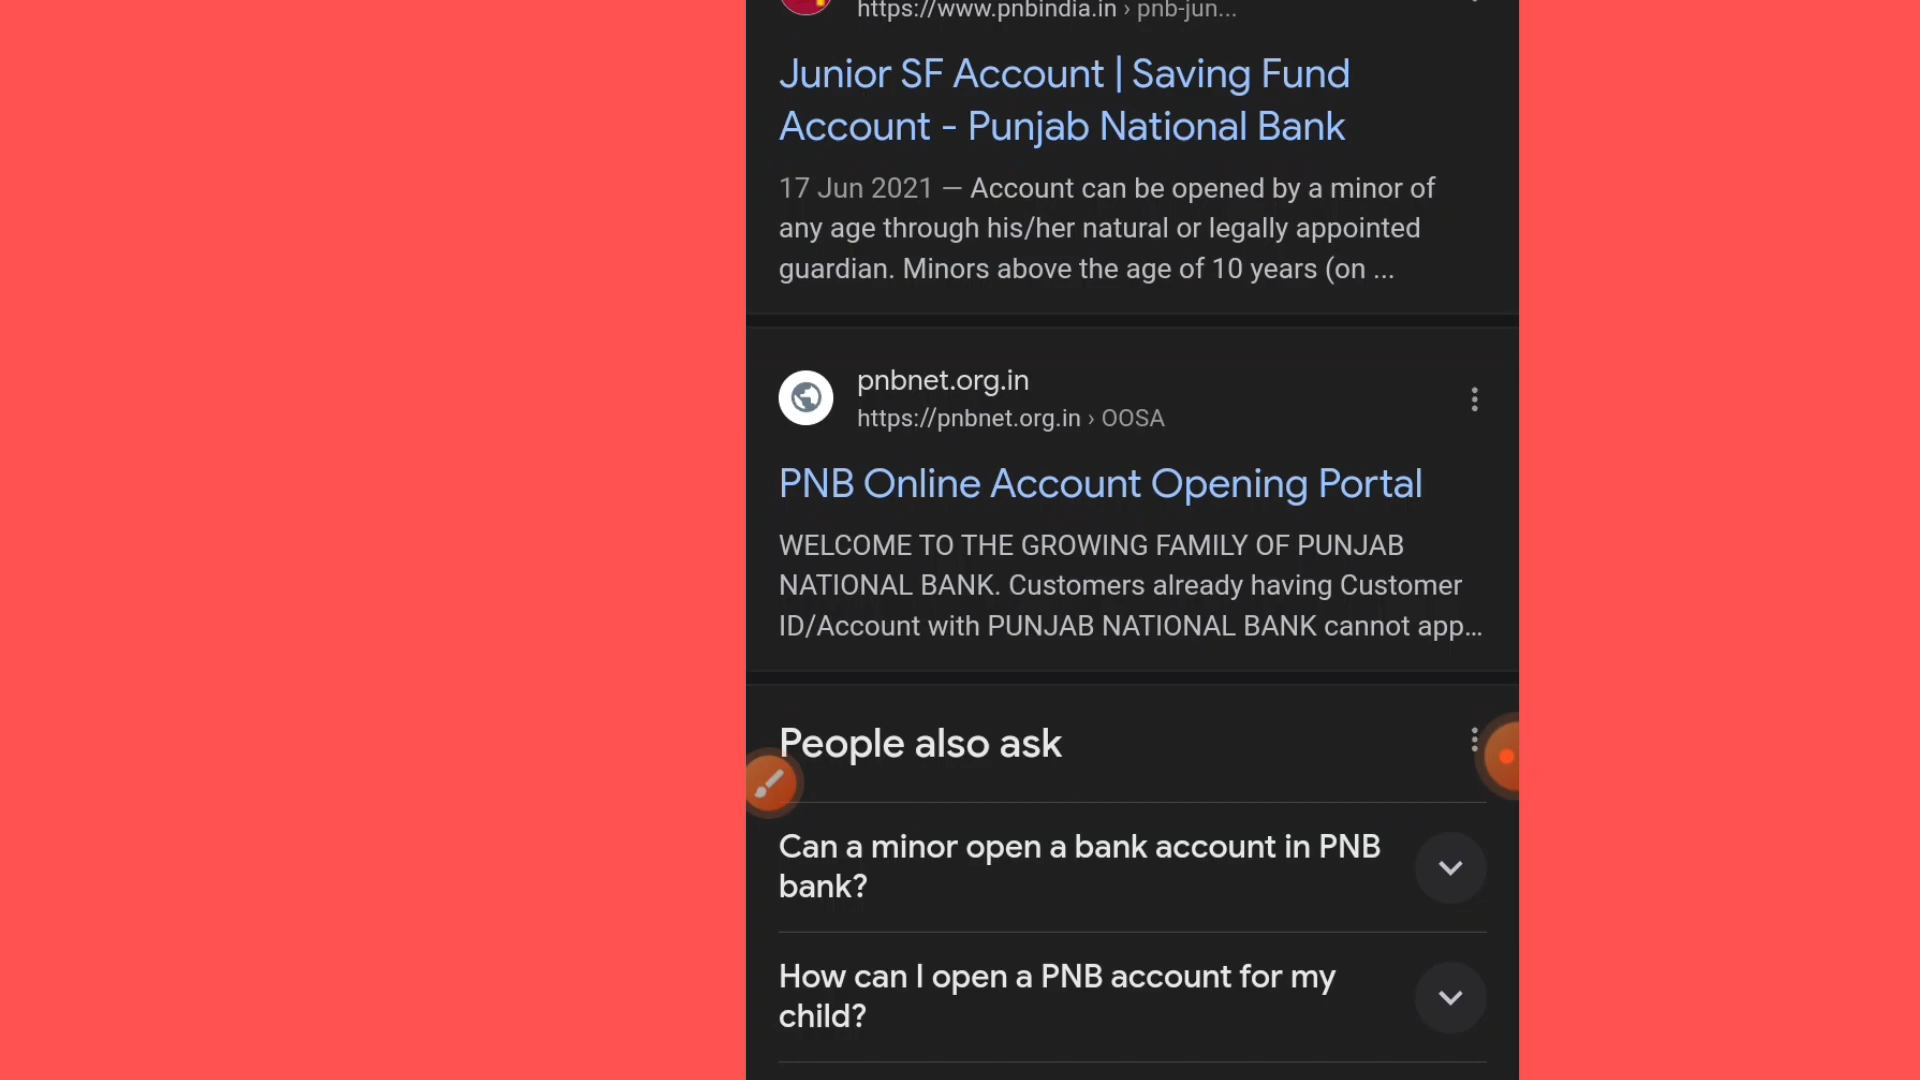 https://www.pnbindia.in › pnb-jun...
Junior SF Account | Saving Fund
Account - Punjab National Bank
17 Jun 2021 — Account can be opened by a minor of
any age through his/her natural or legally appointed
guardian. Minors above the age of 10 years (on ...
pnbnet.org.in
https://pnbnet.org.in › OOSA
PNB Online Account Opening Portal
WELCOME TO THE GROWING FAMILY OF PUNJAB
NATIONAL BANK. Customers already having Customer
ID/Account with PUNJAB NATIONAL BANK cannot app...
People also ask
Can a minor open a bank account in PNB
bank?
How can I open a PNB account for my
child?